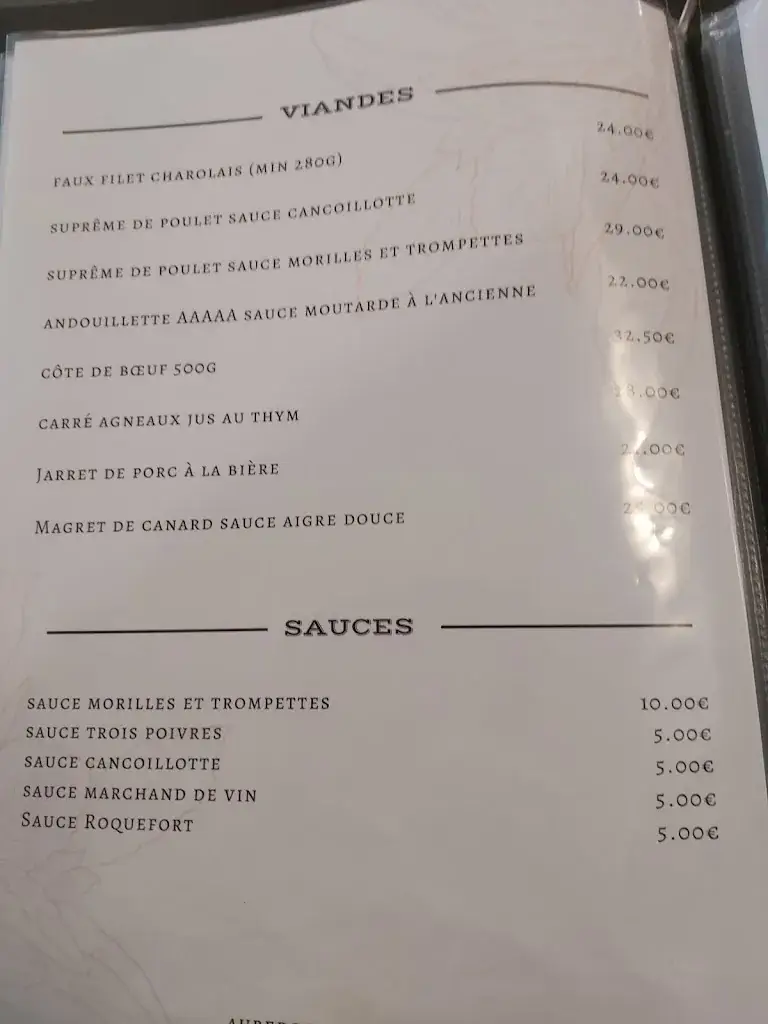 VIANDES
FAUX FILET CHAROLAIS (MIN 280G) 24.00€
SUPRÊME DE POULET SAUCE CANCOILLOTTE 24.00€
SUPRÊME DE POULET SAUCE MORILLES ET TROMPETTES 29.00€
ANDOUILLETTE AAAAA SAUCE MOUTARDE À L'ANCIENNE 22.00€
CÔTE DE BŒUF 500G 32.50€
CARRÉ AGNEAUX JUS AU THYM
JARRET DE PORC À LA BIÈRE
MAGRET DE CANARD SAUCE AIGRE DOUCE
SAUCES
SAUCE MORILLES ET TROMPETTES 10.00€
SAUCE TROIS POIVRES 5.00€
SAUCE CANCOILLOTTE 5.00€
SAUCE MARCHAND DE VIN 5.00€
SAUCE ROQUEFORT 5.00€